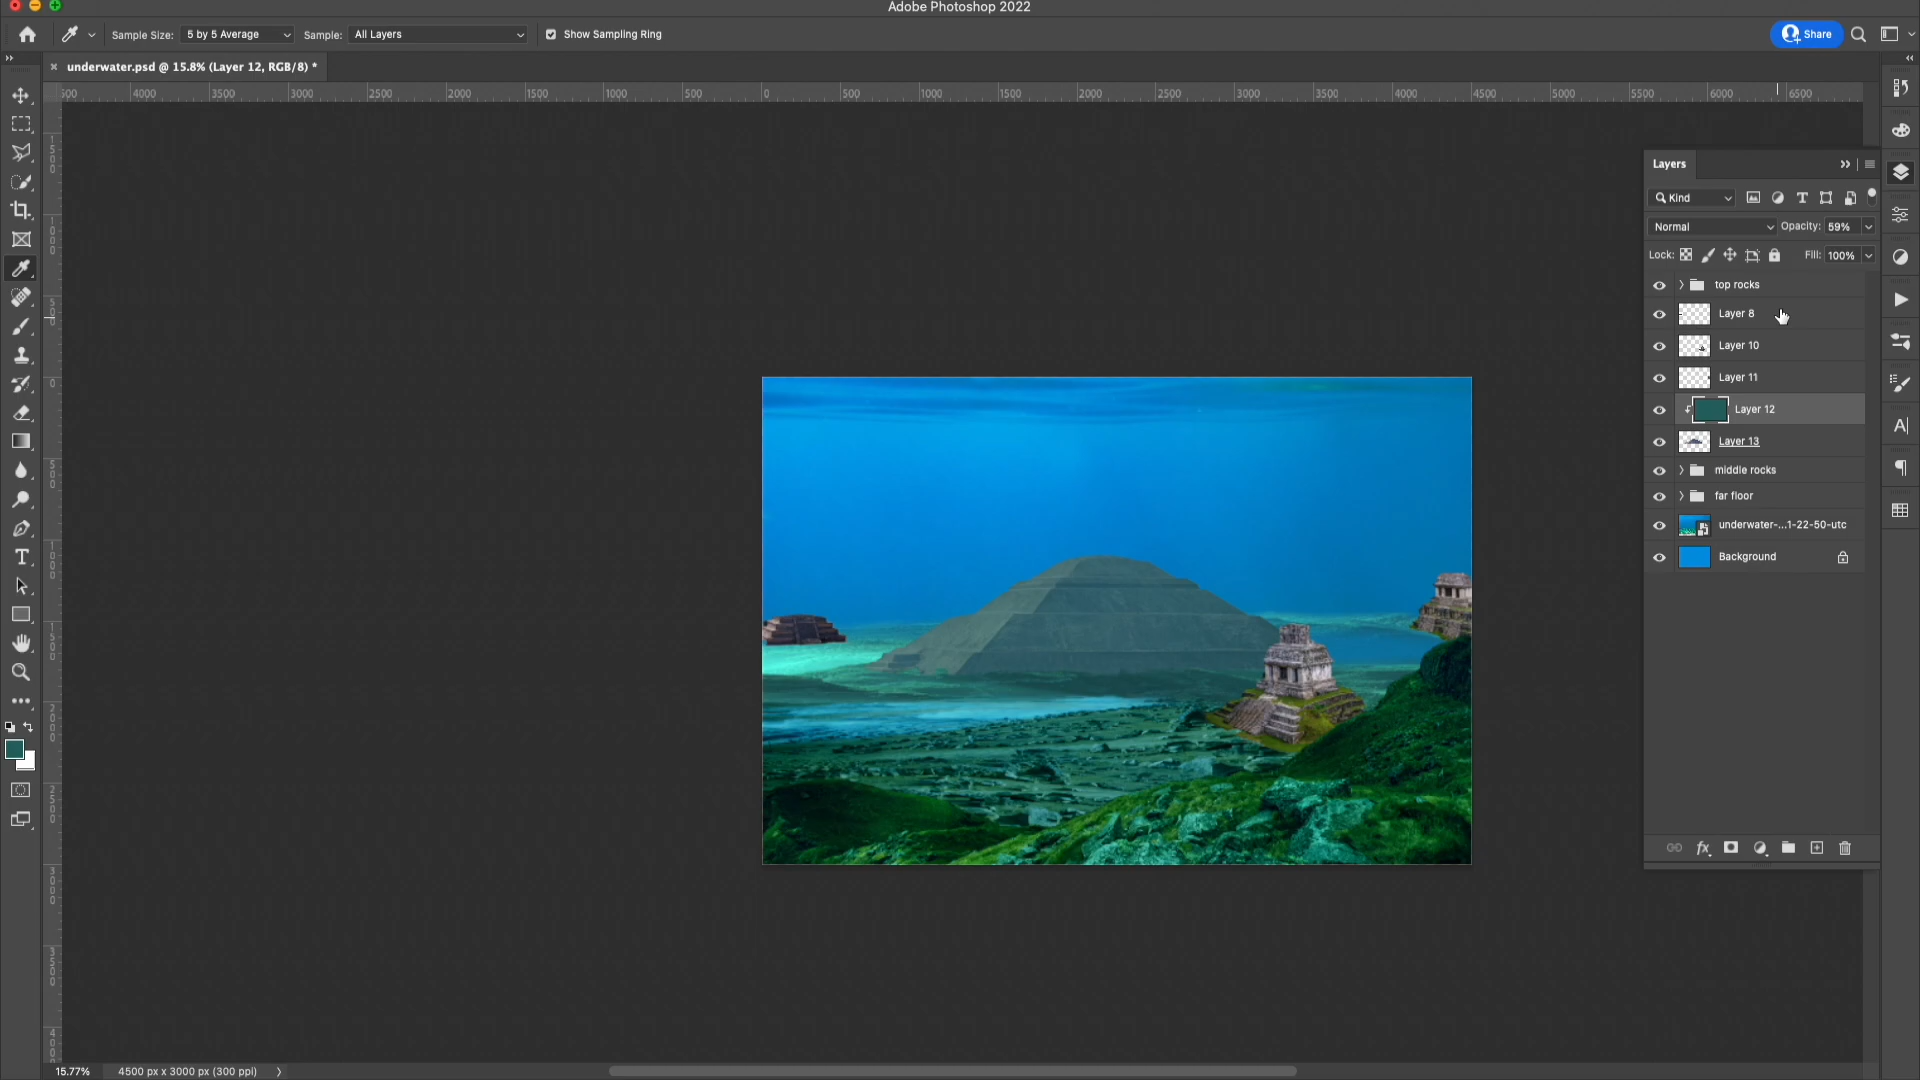 Adobe Photoshop 2022
Sample Size: 5 by 5 Average Sample: All Layers Show Sampling Ring Share
underwater.psd @ 15.8% (Layer 12, RGB/8) *
500 4000 3500 3000 2500 2000 1500 1000 500 0 500 1000 1500 2000 2500 3000 3500 4000 4500 5000 5500 6000 6500
Layers
Kind
Normal Opacity: 59%
Lock: Fill: 100%
top rocks
Layer 8
Layer 10
Layer 11
Layer 12
Layer 13
middle rocks
far floor
underwater-...1-22-50-utc
Background
15.77% 4500 px x 3000 px (300 ppi)